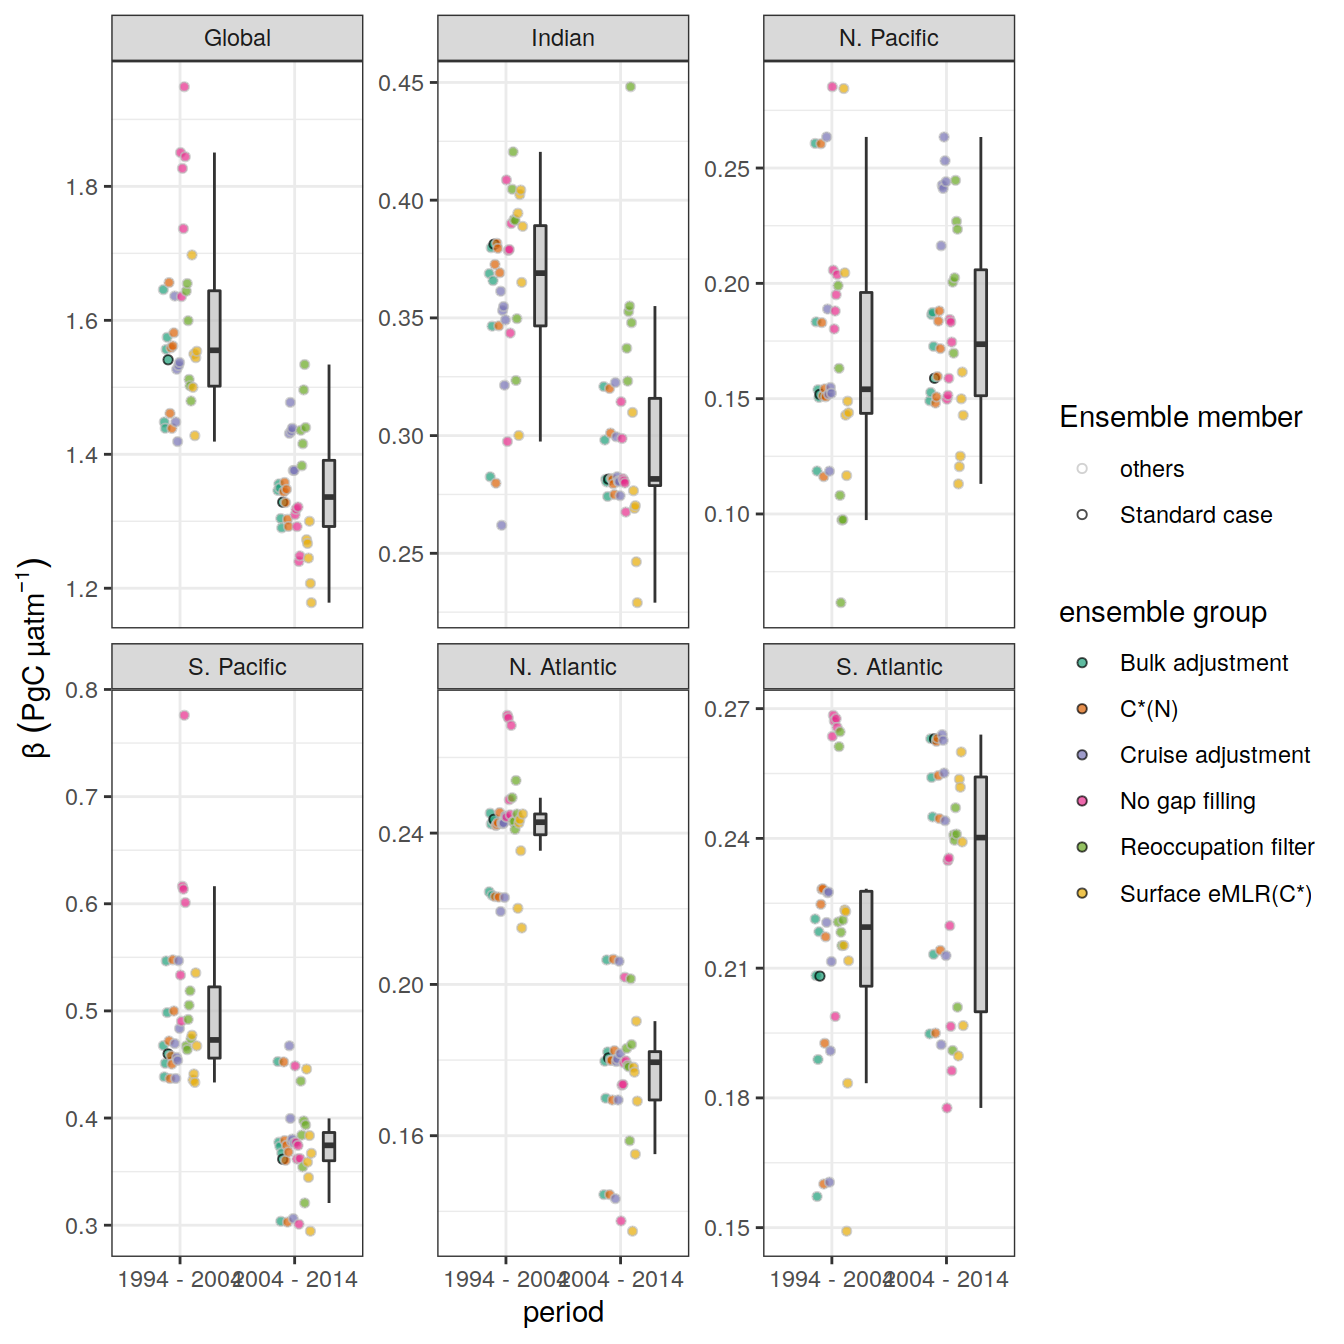 Global
Indian
N. Pacific
1.8
1.6
1.4
1.2
0.45
0.40
0.35
0.30
0.25
0.25
0.20
0.15
0.10
S. Pacific
N. Atlantic
S. Atlantic
0.8
0.7
0.6
0.5
0.4
0.3
0.24
0.20
0.16
0.27
0.24
0.21
0.18
0.15
1994 - 2004
2004 - 2014
1994 - 2004
2004 - 2014
1994 - 2004
2004 - 2014
period
β (PgC µatm⁻¹)
Ensemble member
others
Standard case
ensemble group
Bulk adjustment
C*(N)
Cruise adjustment
No gap filling
Reoccupation filter
Surface eMLR(C*)